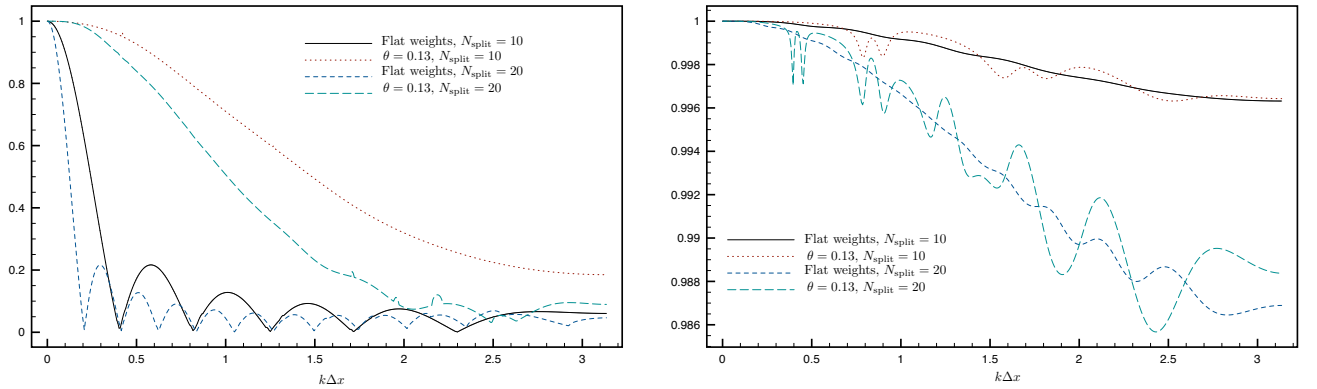 1
0.8
0.6
0.4
0.2
0
0
0.5
1
1.5
2
2.5
3
kΔx
Flat weights, N_split = 10
θ = 0.13, N_split = 10
Flat weights, N_split = 20
θ = 0.13, N_split = 20
1
0.998
0.996
0.994
0.992
0.99
0.988
0.986
0
0.5
1
1.5
2
2.5
3
kΔx
Flat weights, N_split = 10
θ = 0.13, N_split = 10
Flat weights, N_split = 20
θ = 0.13, N_split = 20